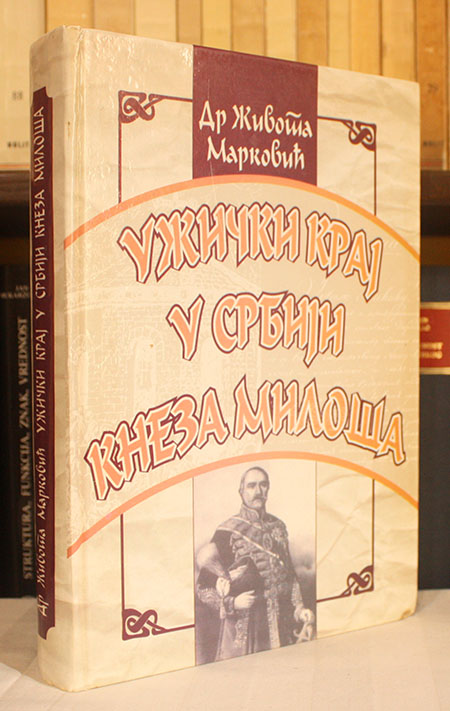 Др Живота
Марковић
УЖИЧКИ КРАЈ
У СРБИЈИ
КНЕЗА МИЛОША
Др Живота Марковић УЖИЧКИ КРАЈ У СРБИЈИ КНЕЗА МИЛОША
STRUKTURA, FUNKCIJA, ZNAK, VREDNOST
JAN